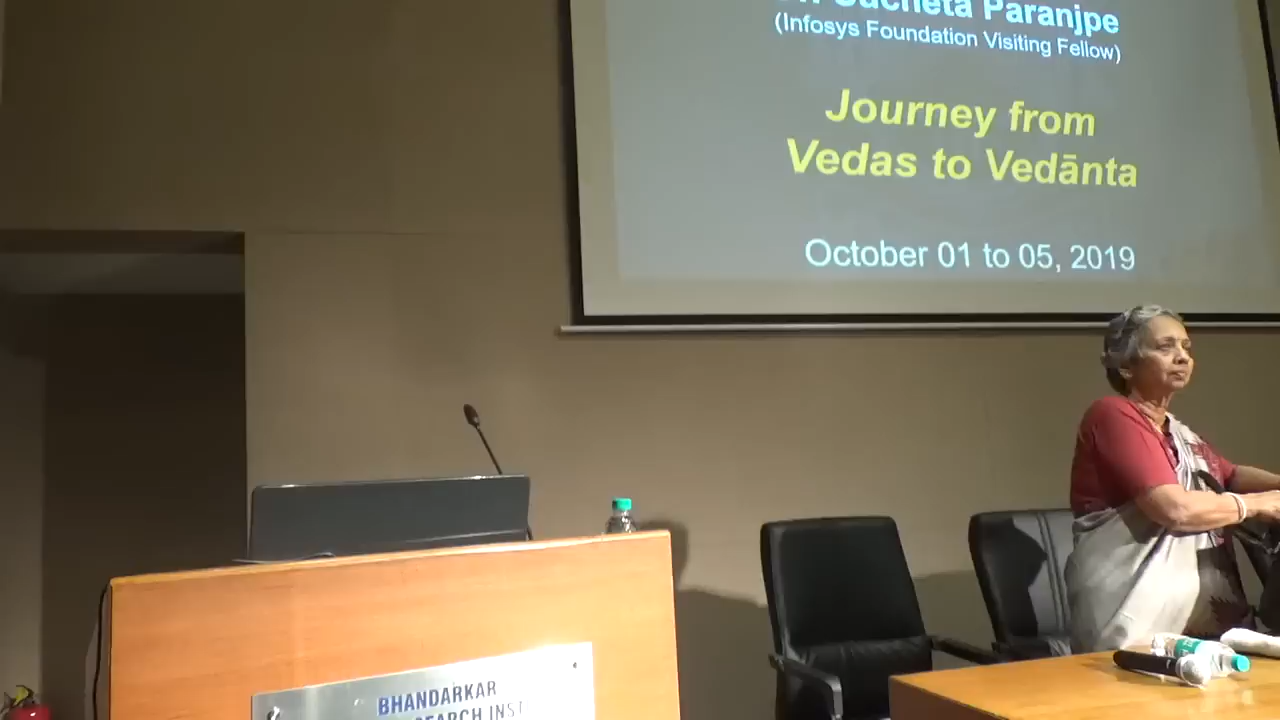 Sucheta Paranjpe
(Infosys Foundation Visiting Fellow)
Journey from
Vedas to Vedānta
October 01 to 05, 2019
BHANDARKAR